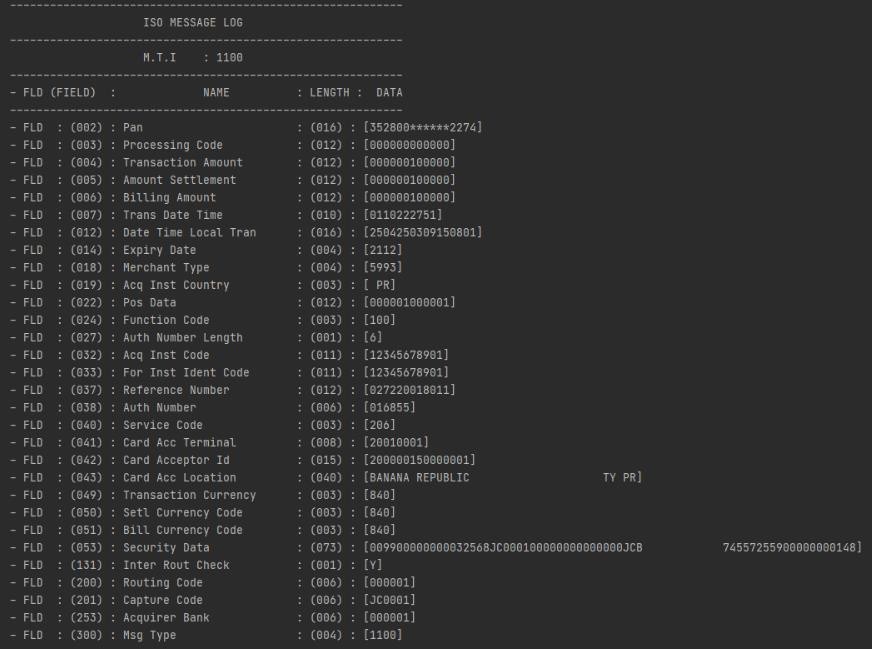 ------------------------------------------------------------
ISO MESSAGE LOG
------------------------------------------------------------
M.T.I    : 1100
------------------------------------------------------------
- FLD (FIELD)  :             NAME          : LENGTH :  DATA
------------------------------------------------------------
- FLD  : (002) : Pan                       : (016) : [352800******2274]
- FLD  : (003) : Processing Code           : (012) : [000000000000]
- FLD  : (004) : Transaction Amount        : (012) : [000000100000]
- FLD  : (005) : Amount Settlement         : (012) : [000000100000]
- FLD  : (006) : Billing Amount            : (012) : [000000100000]
- FLD  : (007) : Trans Date Time           : (010) : [0110222751]
- FLD  : (012) : Date Time Local Tran      : (016) : [2504250309150801]
- FLD  : (014) : Expiry Date               : (004) : [2112]
- FLD  : (018) : Merchant Type             : (004) : [5993]
- FLD  : (019) : Acq Inst Country          : (003) : [ PR]
- FLD  : (022) : Pos Data                  : (012) : [000001000001]
- FLD  : (024) : Function Code             : (003) : [100]
- FLD  : (027) : Auth Number Length        : (001) : [6]
- FLD  : (032) : Acq Inst Code             : (011) : [12345678901]
- FLD  : (033) : For Inst Ident Code       : (011) : [12345678901]
- FLD  : (037) : Reference Number          : (012) : [027220018011]
- FLD  : (038) : Auth Number               : (006) : [016855]
- FLD  : (040) : Service Code              : (003) : [206]
- FLD  : (041) : Card Acc Terminal         : (008) : [20010001]
- FLD  : (042) : Card Acceptor Id          : (015) : [200000150000001]
- FLD  : (043) : Card Acc Location         : (040) : [BANANA REPUBLIC                    TY PR]
- FLD  : (049) : Transaction Currency      : (003) : [840]
- FLD  : (050) : Setl Currency Code        : (003) : [840]
- FLD  : (051) : Bill Currency Code        : (003) : [840]
- FLD  : (053) : Security Data             : (073) : [009900000000032568JC000100000000000000JCB            74557255900000000148]
- FLD  : (131) : Inter Rout Check          : (001) : [Y]
- FLD  : (200) : Routing Code              : (006) : [000001]
- FLD  : (201) : Capture Code              : (006) : [JC0001]
- FLD  : (253) : Acquirer Bank             : (006) : [000001]
- FLD  : (300) : Msg Type                  : (004) : [1100]